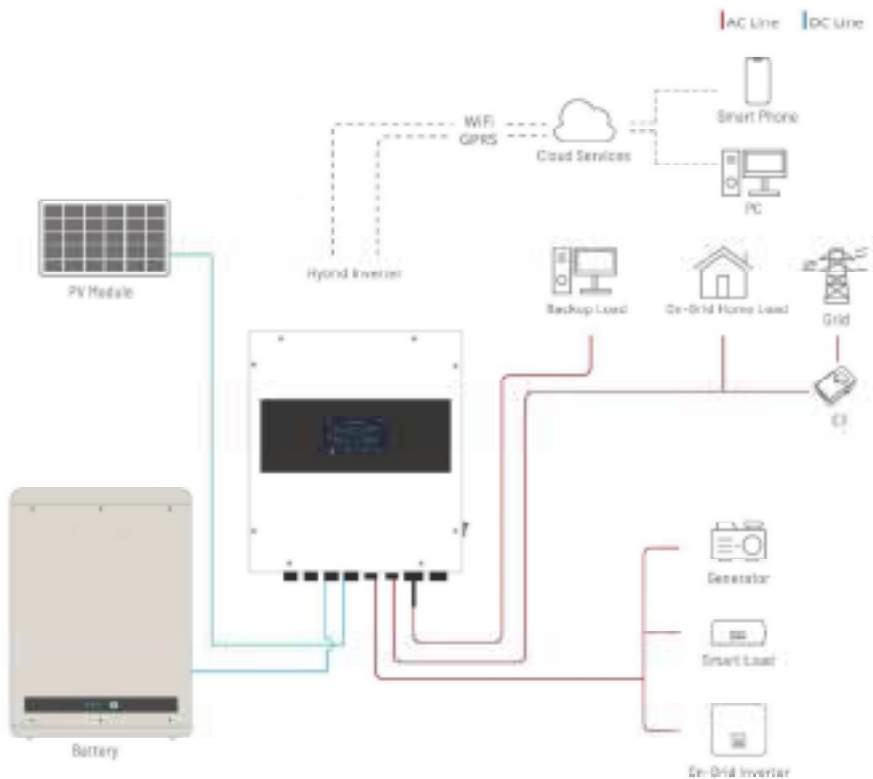 AC Line DC Line
WiFi
GPRS
Smart Phone
Cloud Services
PC
Hybrid Inverter
PV Module
Backup Load
On-Grid Home Load
Grid
CT
Generator
Smart Load
Battery
On-Grid Inverter